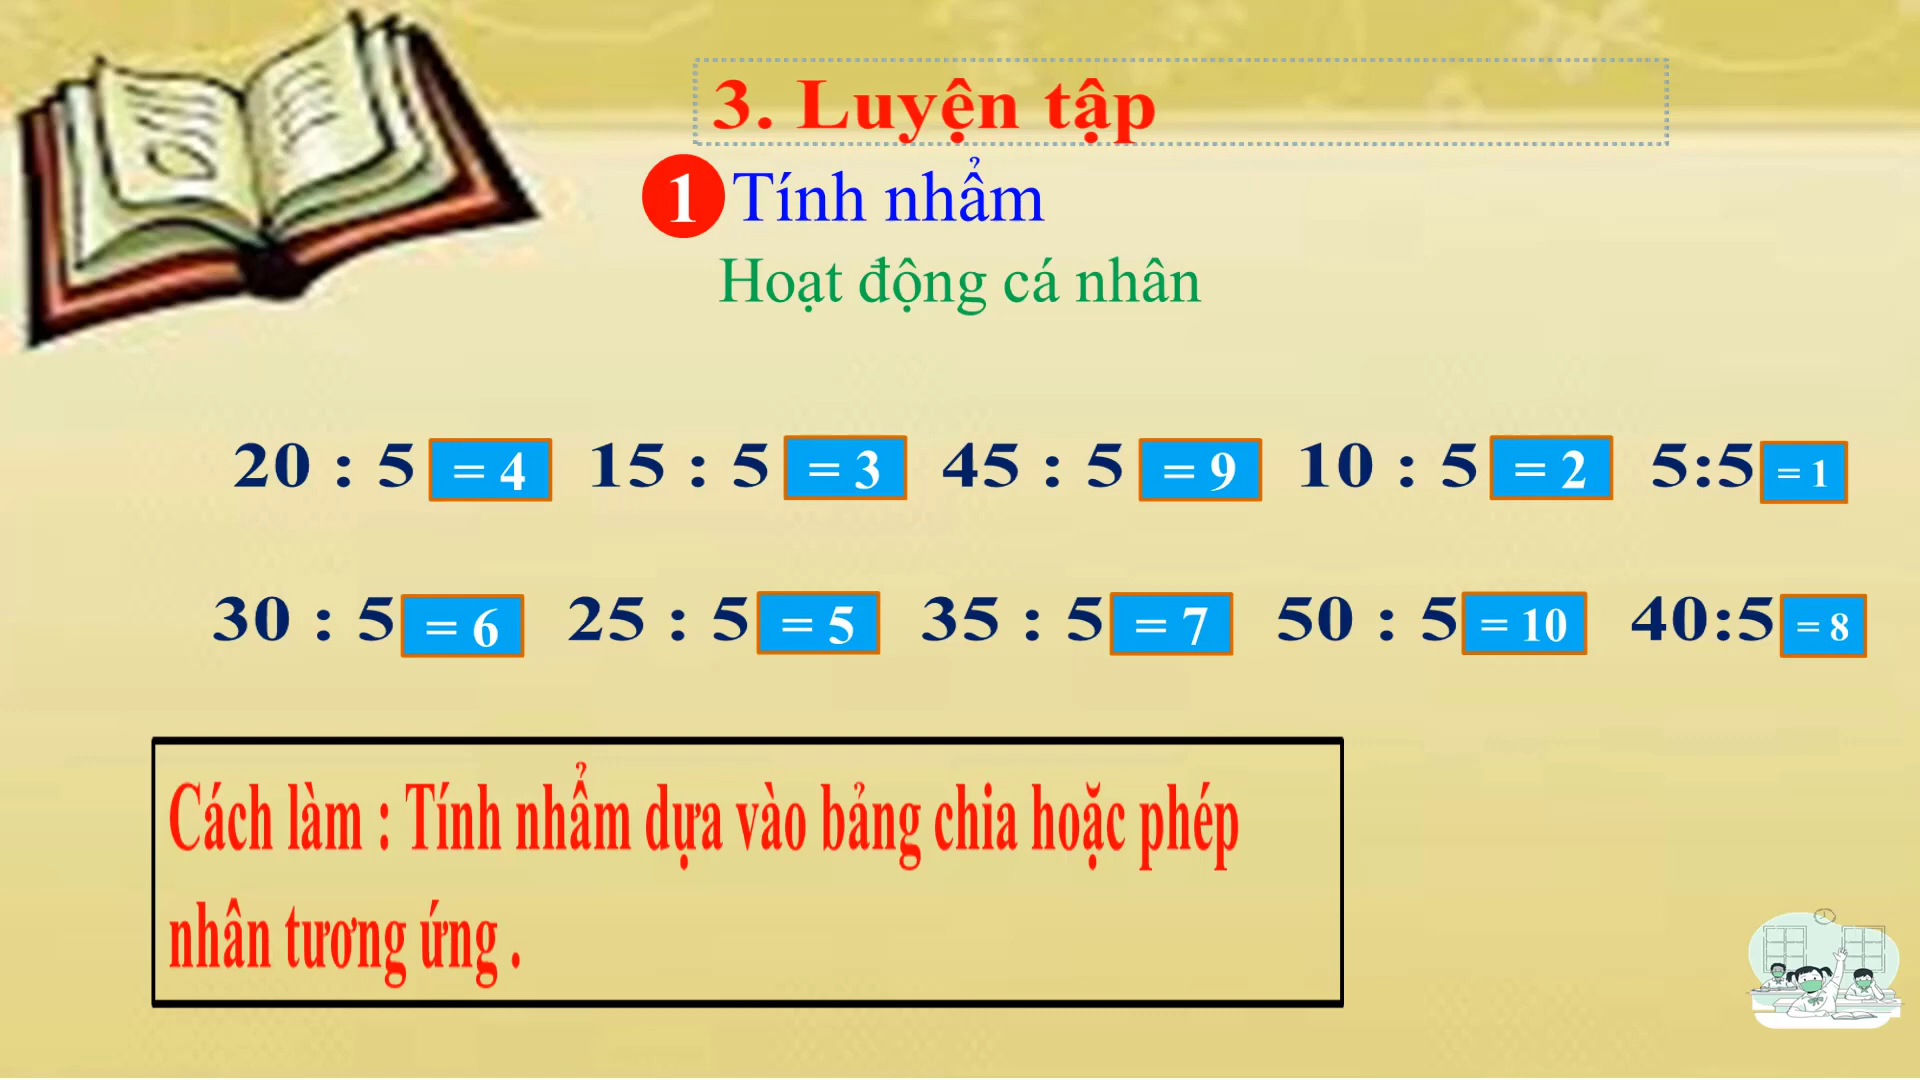 3. Luyện tập
1 Tính nhẩm
Hoạt động cá nhân
20 : 5 = 4 15 : 5 = 3 45 : 5 = 9 10 : 5 = 2 5:5 = 1
30 : 5 = 6 25 : 5 = 5 35 : 5 = 7 50 : 5 = 10 40:5 = 8
Cách làm : Tính nhẩm dựa vào bảng chia hoặc phép
nhân tương ứng .